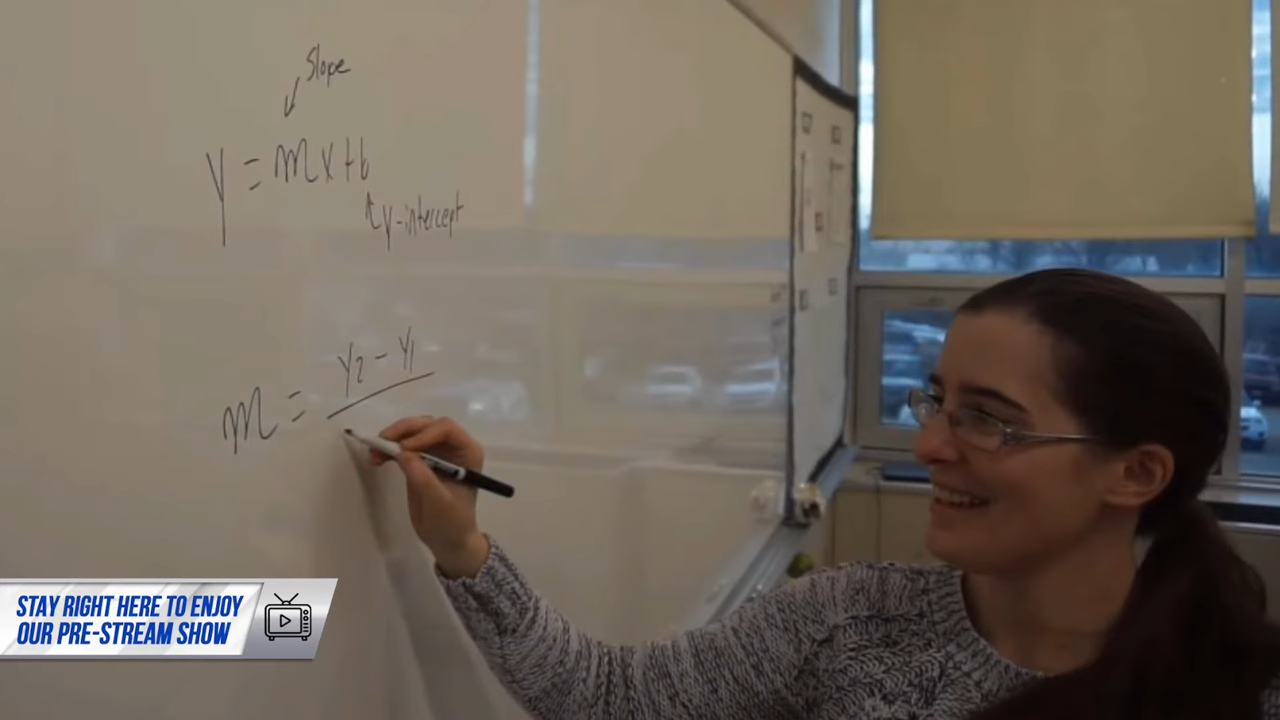 Slope
y = mx+b
y-intercept
m = y2 - y1
STAY RIGHT HERE TO ENJOY
OUR PRE-STREAM SHOW